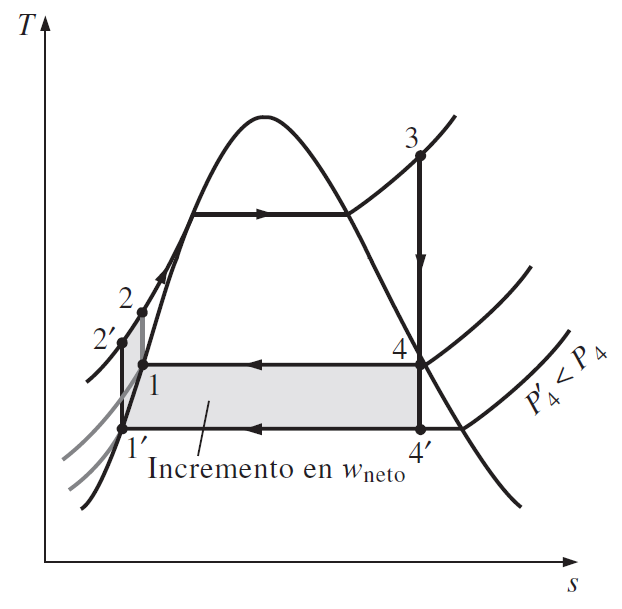 T
3
2
2′
4
P′4 < P4
1
1′
4′
Incremento en wneto
s